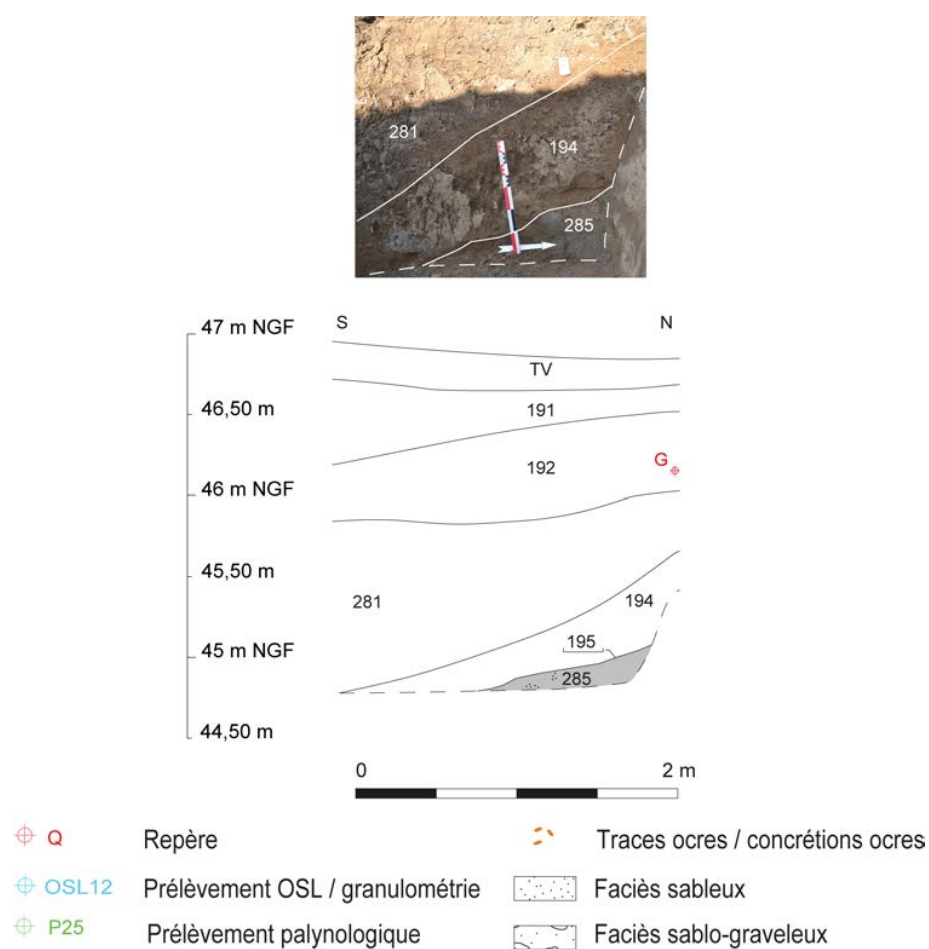 281
194
285
47 m NGF
S
N
TV
46,50 m
191
192
G
46 m NGF
45,50 m
281
194
195
45 m NGF
285
44,50 m
0
2 m
Q
Repère
Traces ocres / concrétions ocres
OSL12
Prélèvement OSL / granulométrie
Faciès sableux
P25
Prélèvement palynologique
Faciès sablo-graveleux